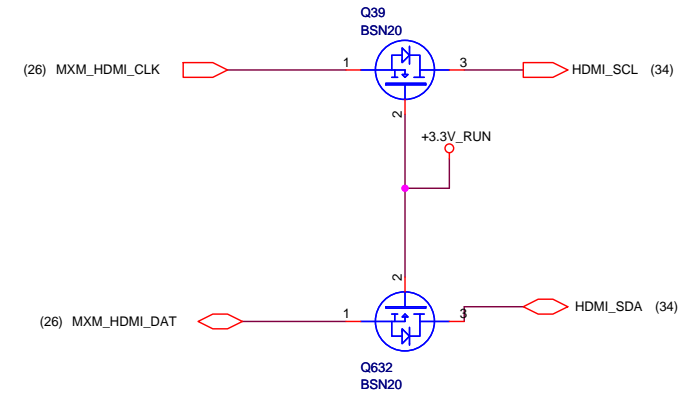 Q39
BSN20
(26) MXM_HDMI_CLK
1
3
HDMI_SCL (34)
2
+3.3V_RUN
2
(26) MXM_HDMI_DAT
1
3
HDMI_SDA (34)
Q632
BSN20